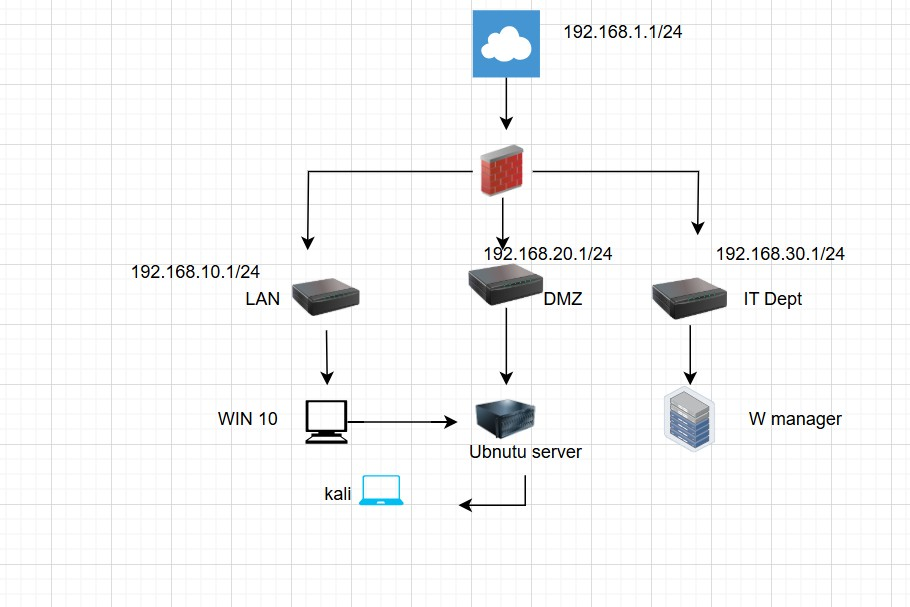 192.168.1.1/24
192.168.20.1/24
192.168.30.1/24
192.168.10.1/24
LAN
DMZ
IT Dept
WIN 10
W manager
Ubnutu server
kali